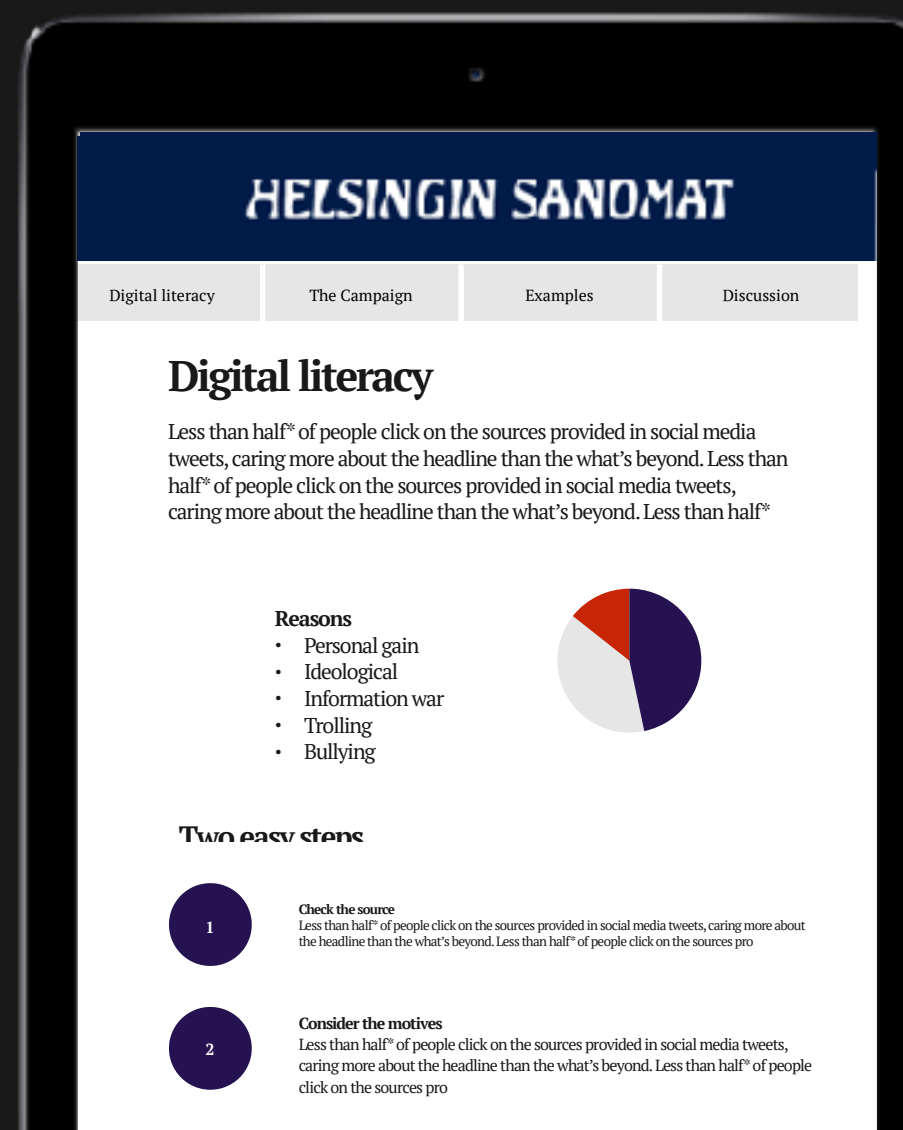 HELSINGIN SANOMAT
Digital literacy The Campaign Examples Discussion
Digital literacy
Less than half* of people click on the sources provided in social media
tweets, caring more about the headline than the what's beyond. Less than
half* of people click on the sources provided in social media tweets,
caring more about the headline than the what's beyond. Less than half*
Reasons
• Personal gain
• Ideological
• Information war
• Trolling
• Bullying
Two easy steps
1
Check the source
Less than half* of people click on the sources provided in social media tweets, caring more about
the headline than the what's beyond. Less than half* of people click on the sources pro
2
Consider the motives
Less than half* of people click on the sources provided in social media tweets,
caring more about the headline than the what's beyond. Less than half* of people
click on the sources pro